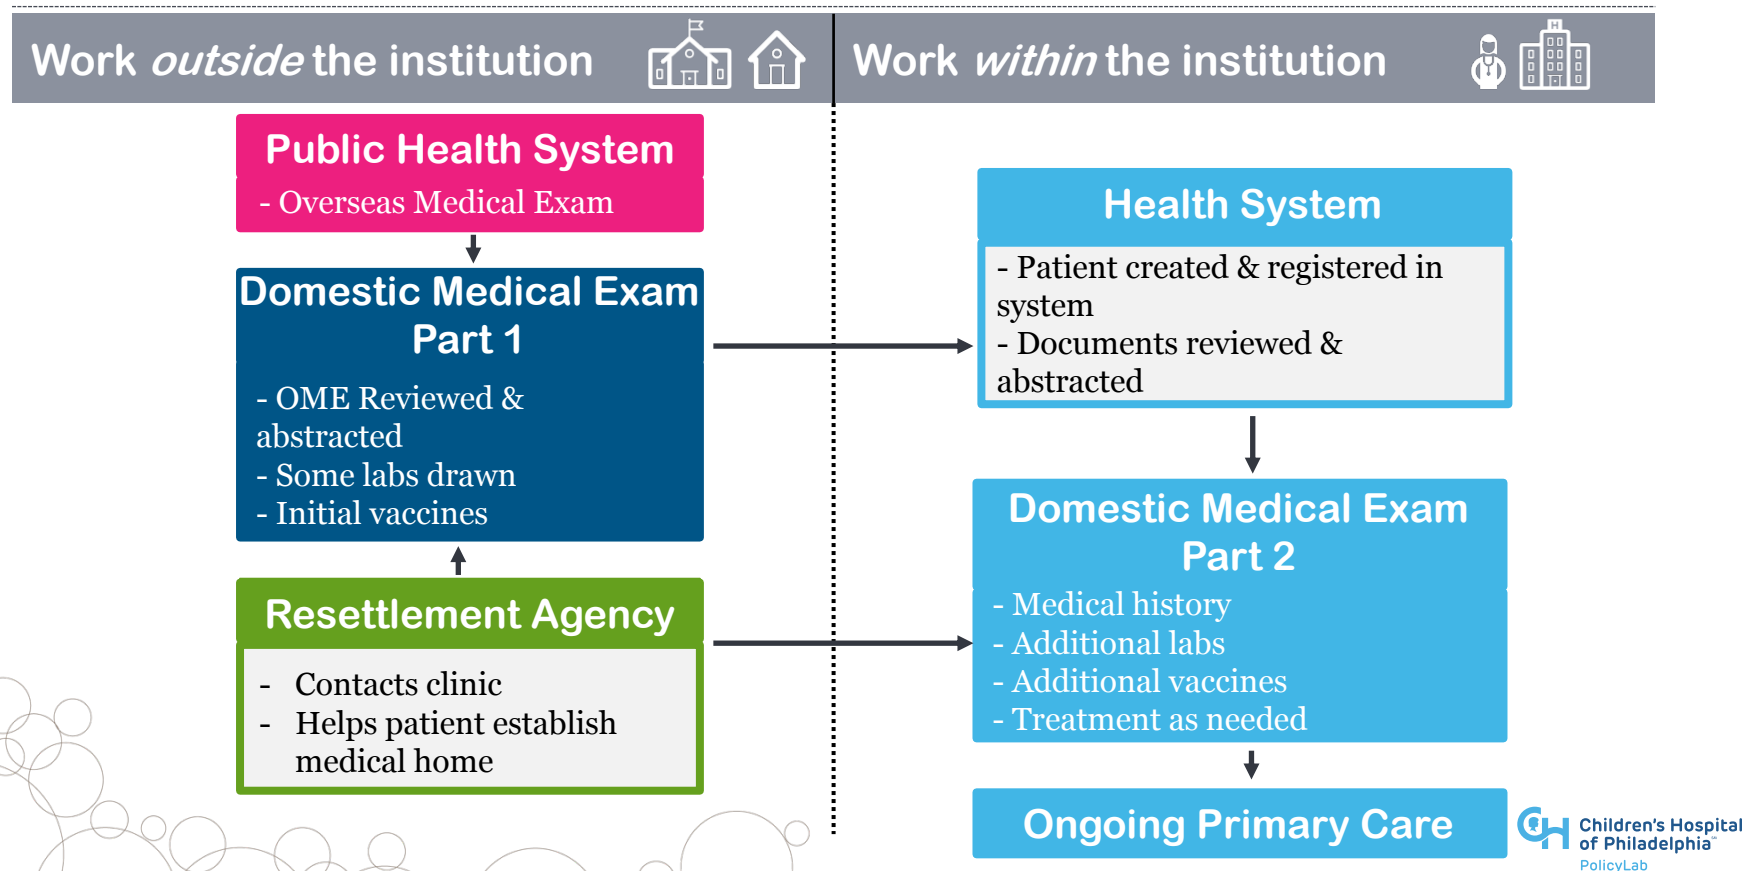 Work outside the institution
Work within the institution
H
Public Health System
- Overseas Medical Exam
Domestic Medical Exam
Part 1
- OME Reviewed &
abstracted
- Some labs drawn
- Initial vaccines
Resettlement Agency
- Contacts clinic
- Helps patient establish
medical home
Health System
- Patient created & registered in
system
- Documents reviewed &
abstracted
Domestic Medical Exam
Part 2
- Medical history
- Additional labs
- Additional vaccines
- Treatment as needed
Ongoing Primary Care
CH
Children's Hospital
of Philadelphia℠
PolicyLab